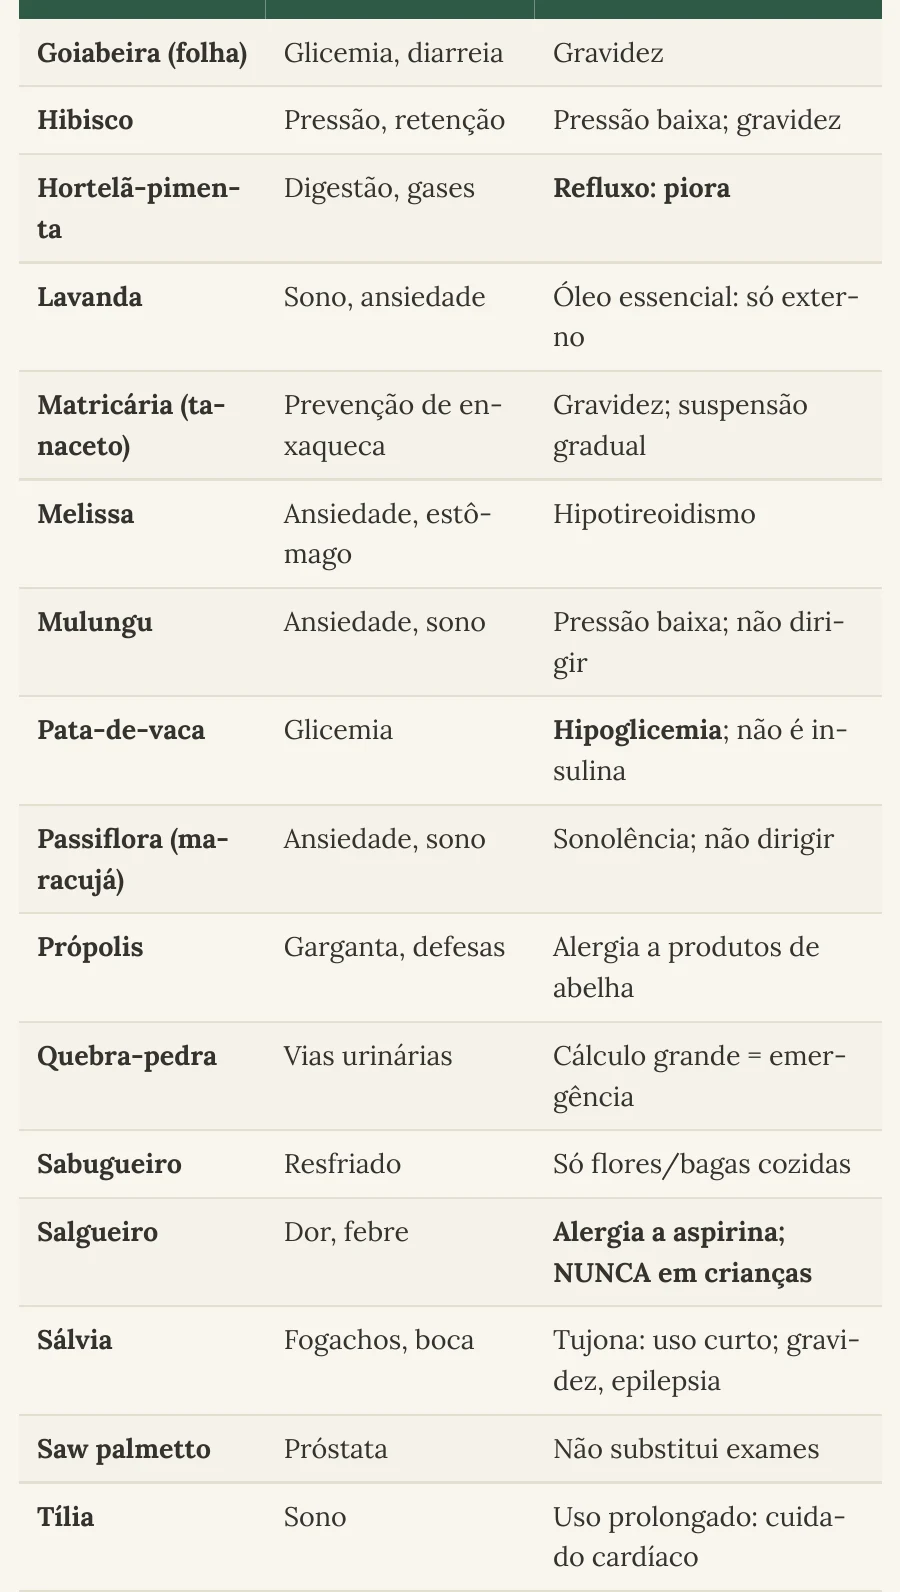 Goiabeira (folha) Glicemia, diarreia Gravidez
Hibisco Pressão, retenção Pressão baixa; gravidez
Hortelã-pimen- Digestão, gases Refluxo: piora
ta
Lavanda Sono, ansiedade Óleo essencial: só exter-
no
Matricária (ta- Prevenção de en- Gravidez; suspensão
naceto) xaqueca gradual
Melissa Ansiedade, estô- Hipotireoidismo
mago
Mulungu Ansiedade, sono Pressão baixa; não diri-
gir
Pata-de-vaca Glicemia Hipoglicemia; não é in-
sulina
Passiflora (ma- Ansiedade, sono Sonolência; não dirigir
racujá)
Própolis Garganta, defesas Alergia a produtos de
abelha
Quebra-pedra Vias urinárias Cálculo grande = emer-
gência
Sabugueiro Resfriado Só flores/bagas cozidas
Salgueiro Dor, febre Alergia a aspirina;
NUNCA em crianças
Sálvia Fogachos, boca Tujona: uso curto; gravi-
dez, epilepsia
Saw palmetto Próstata Não substitui exames
Tília Sono Uso prolongado: cuida-
do cardíaco